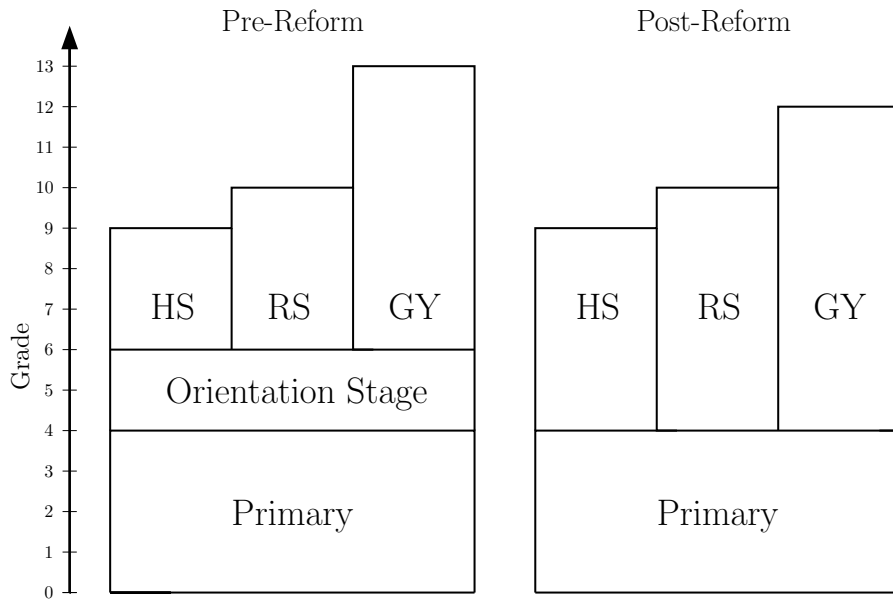 Pre-Reform
Post-Reform
Grade
13
12
11
10
9
8
7
6
5
4
3
2
1
0
HS
RS
GY
Orientation Stage
Primary
HS
RS
GY
Primary